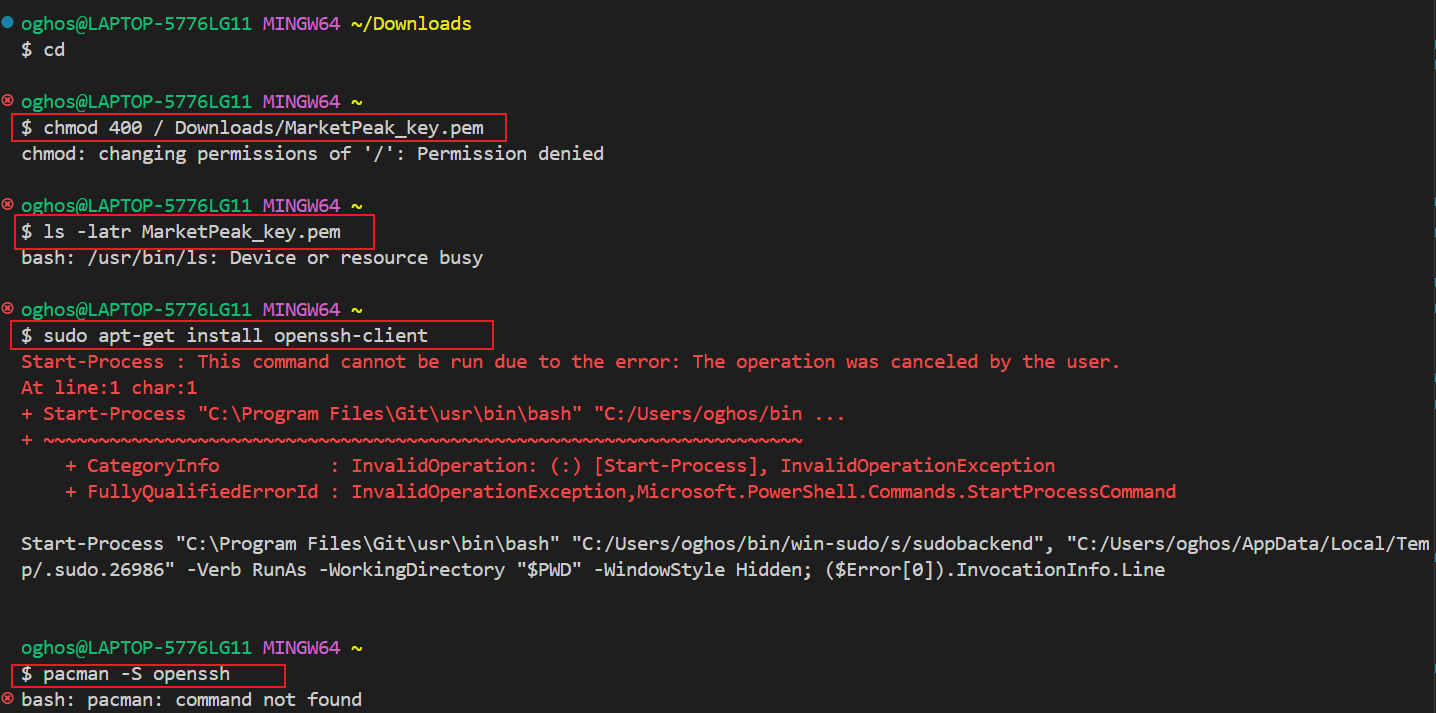 oghos@LAPTOP-5776LG11 MINGW64 ~/Downloads
$ cd
oghos@LAPTOP-5776LG11 MINGW64 ~
$ chmod 400 / Downloads/MarketPeak_key.pem
chmod: changing permissions of '/': Permission denied
oghos@LAPTOP-5776LG11 MINGW64 ~
$ ls -latr MarketPeak_key.pem
bash: /usr/bin/ls: Device or resource busy
oghos@LAPTOP-5776LG11 MINGW64 ~
$ sudo apt-get install openssh-client
Start-Process : This command cannot be run due to the error: The operation was canceled by the user.
At line:1 char:1
+ Start-Process "C:\Program Files\Git\usr\bin\bash" "C:/Users/oghos/bin ...
+ ~~~~~~~~~~~~~~~~~~~~~~~~~~~~~~~~~~~~~~~~~~~~~~~~~~~~~~~~~~~~~~~~~~~~~
    + CategoryInfo          : InvalidOperation: (:) [Start-Process], InvalidOperationException
    + FullyQualifiedErrorId : InvalidOperationException,Microsoft.PowerShell.Commands.StartProcessCommand
Start-Process "C:\Program Files\Git\usr\bin\bash" "C:/Users/oghos/bin/win-sudo/s/sudobackend", "C:/Users/oghos/AppData/Local/Tem
p/.sudo.26986" -Verb RunAs -WorkingDirectory "$PWD" -WindowStyle Hidden; ($Error[0]).InvocationInfo.Line
oghos@LAPTOP-5776LG11 MINGW64 ~
$ pacman -S openssh
bash: pacman: command not found